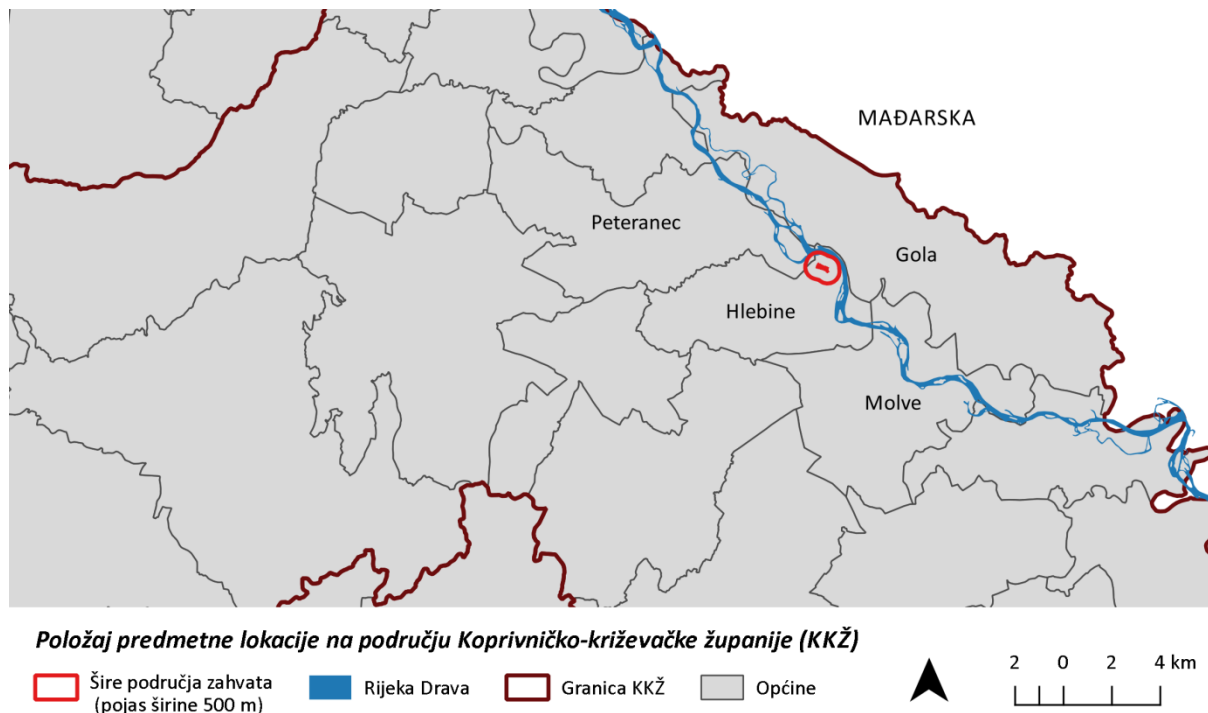 MAĐARSKA
Peteranec
Gola
Hlebine
Molve
Položaj predmetne lokacije na području Koprivničko-križevačke županije (KKŽ)
Šire područja zahvata
(pojas širine 500 m)
Rijeka Drava
Granica KKŽ
Općine
2 0 2 4 km